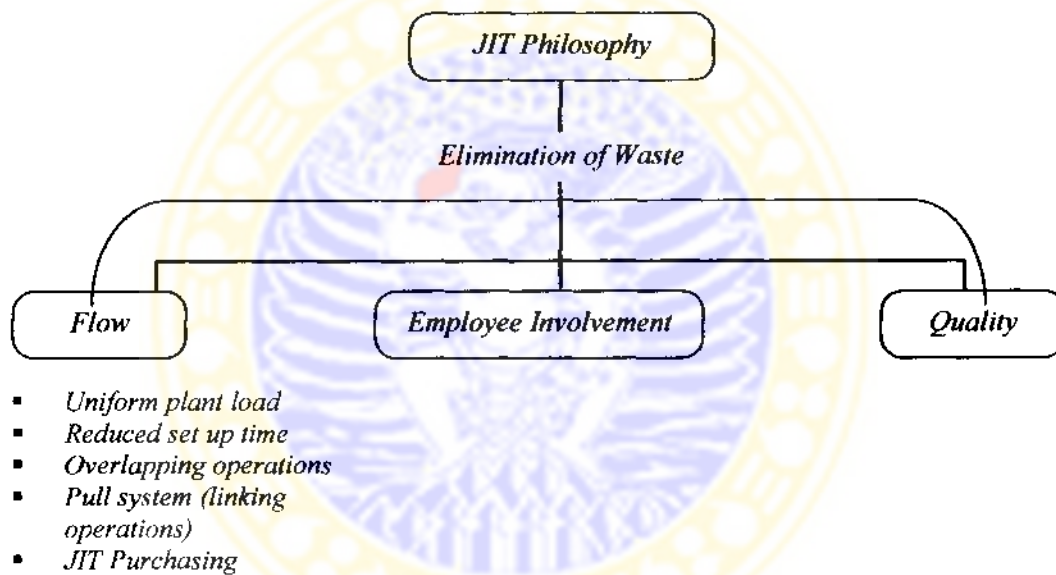 JIT Philosophy
Elimination of Waste
Flow
Employee Involvement
Quality
▪ Uniform plant load
▪ Reduced set up time
▪ Overlapping operations
▪ Pull system (linking
operations)
▪ JIT Purchasing